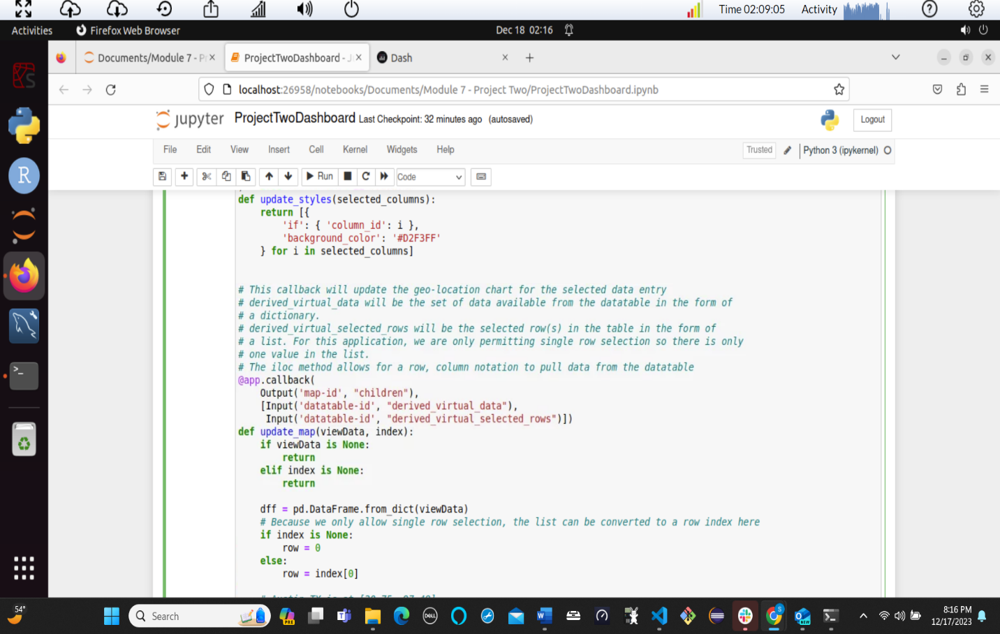 Time 02:09:05 Activity
Activities Firefox Web Browser Dec 18 02:16
Documents/Module 7 - Pr ProjectTwoDashboard - J Dash
localhost:26958/notebooks/Documents/Module 7 - Project Two/ProjectTwoDashboard.ipynb
jupyter ProjectTwoDashboard Last Checkpoint: 32 minutes ago (autosaved) Logout
File Edit View Insert Cell Kernel Widgets Help Trusted Python 3 (ipykernel)
Run Code
def update_styles(selected_columns):
return [{
'if': { 'column_id': i },
'background_color': '#D2F3FF'
} for i in selected_columns]
# This callback will update the geo-location chart for the selected data entry
# derived_virtual_data will be the set of data available from the datatable in the form of
# a dictionary.
# derived_virtual_selected_rows will be the selected row(s) in the table in the form of
# a list. For this application, we are only permitting single row selection so there is only
# one value in the list.
# The iloc method allows for a row, column notation to pull data from the datatable
@app.callback(
Output('map-id', "children"),
[Input('datatable-id', "derived_virtual_data"),
Input('datatable-id', "derived_virtual_selected_rows")])
def update_map(viewData, index):
if viewData is None:
return
elif index is None:
return
dff = pd.DataFrame.from_dict(viewData)
# Because we only allow single row selection, the list can be converted to a row index here
if index is None:
row = 0
else:
row = index[0]
54°
Search
PRE
DELL
NEW
8:16 PM
12/17/2023